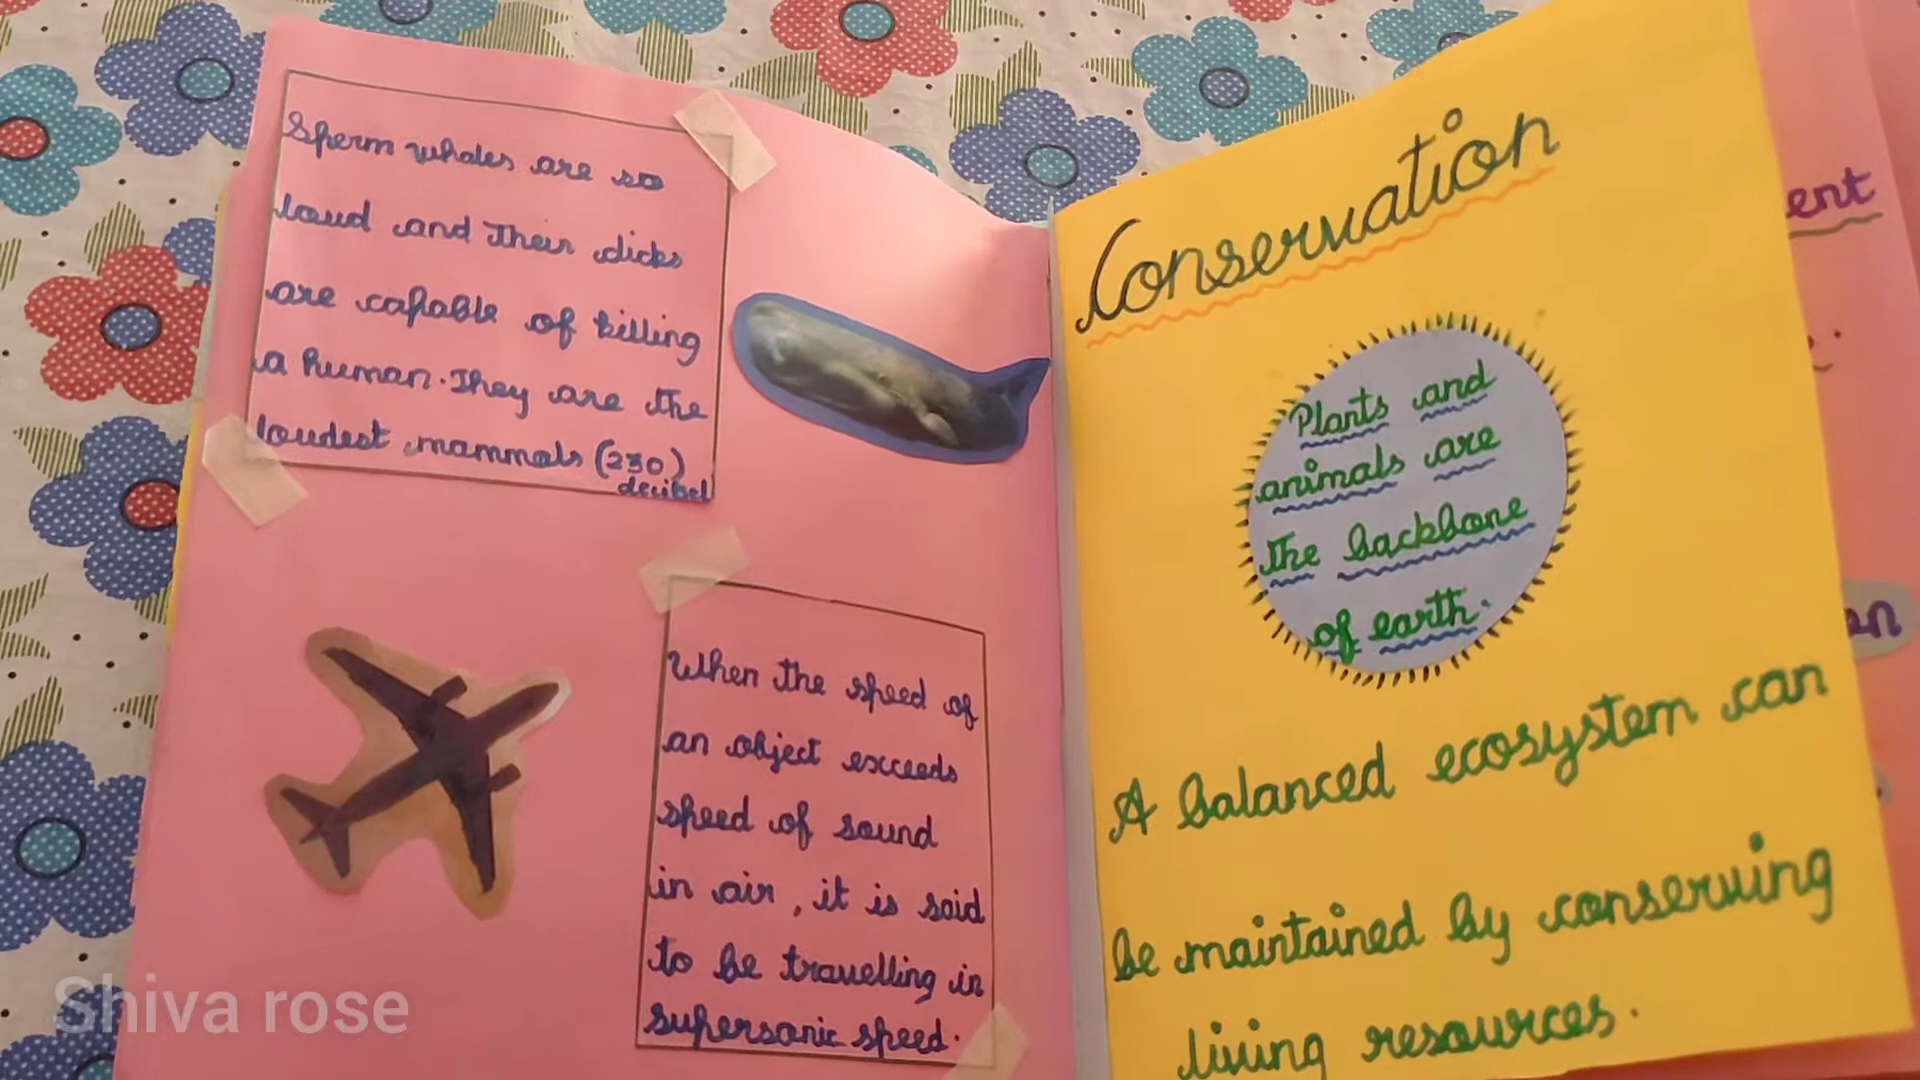 Sperm whales are so
loud and their clicks
are capable of killing
a human. They are the
loudest mammals (230)
decibel
When the speed of
an object exceeds
speed of sound
in air, it is said
to be travelling in
supersonic speed.
Conservation
Plants and
animals are
the backbone
of earth.
A balanced ecosystem can
be maintained by conserving
living resources.
ent
an
Shiva rose